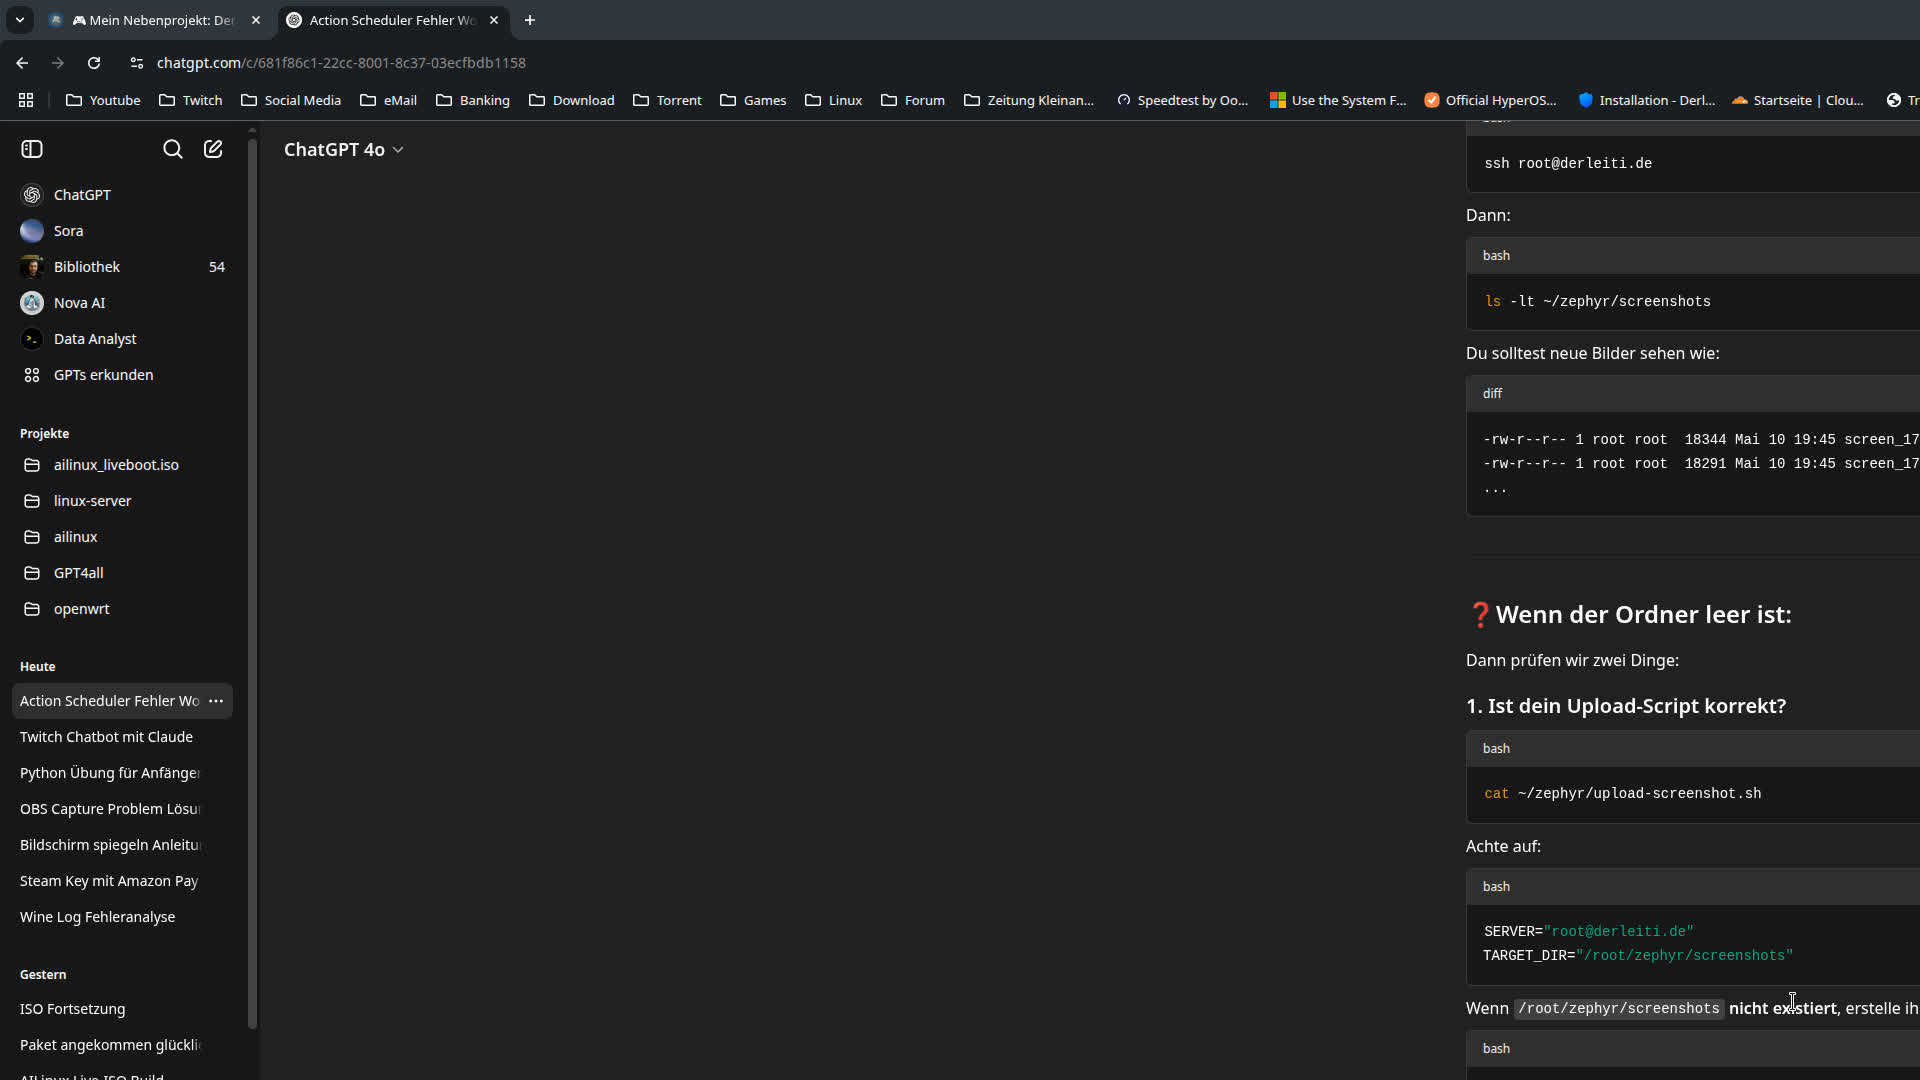 🎮 Mein Nebenprojekt: Der
Action Scheduler Fehler Wo
chatgpt.com/c/681f86c1-22cc-8001-8c37-03ecfbdb1158
Youtube
Twitch
Social Media
eMail
Banking
Download
Torrent
Games
Linux
Forum
Zeitung Kleinan...
Speedtest by Oo...
Use the System F...
Official HyperOS...
Installation - Derl...
Startseite | Clou...
Tr
ChatGPT
Sora
Bibliothek
54
Nova AI
Data Analyst
GPTs erkunden
Projekte
ailinux_liveboot.iso
linux-server
ailinux
GPT4all
openwrt
Heute
Action Scheduler Fehler Wo
Twitch Chatbot mit Claude
Python Übung für Anfänger
OBS Capture Problem Lösu
Bildschirm spiegeln Anleitu
Steam Key mit Amazon Pay
Wine Log Fehleranalyse
Gestern
ISO Fortsetzung
Paket angekommen glückli
AILinux Live ISO Build
ChatGPT 4o
bash
ssh root@derleiti.de
Dann:
bash
ls -lt ~/zephyr/screenshots
Du solltest neue Bilder sehen wie:
diff
-rw-r--r-- 1 root root  18344 Mai 10 19:45 screen_17
-rw-r--r-- 1 root root  18291 Mai 10 19:45 screen_17
...
❓Wenn der Ordner leer ist:
Dann prüfen wir zwei Dinge:
1. Ist dein Upload-Script korrekt?
bash
cat ~/zephyr/upload-screenshot.sh
Achte auf:
bash
SERVER="root@derleiti.de"
TARGET_DIR="/root/zephyr/screenshots"
Wenn /root/zephyr/screenshots nicht existiert, erstelle ih
bash